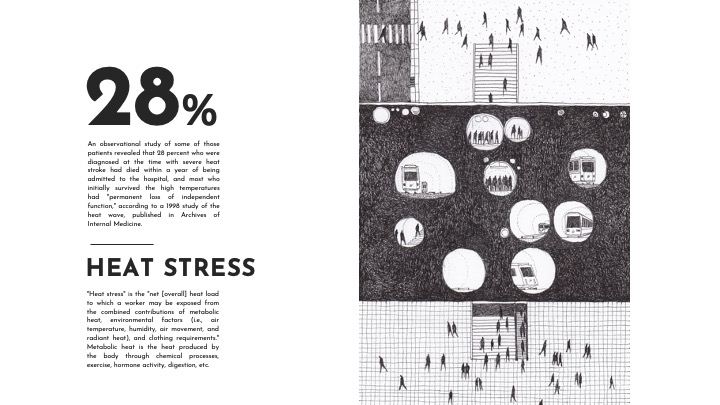 28%
An observational study of some of those
patients revealed that 28 percent who were
diagnosed at the time with severe heat
stroke had died within a year of being
admitted to the hospital, and most who
initially survived the high temperatures
had "permanent loss of independent
function," according to a 1998 study of the
heat wave, published in Archives of
Internal Medicine.
HEAT STRESS
"Heat stress" is the "net [overall] heat load
to which a worker may be exposed from
the combined contributions of metabolic
heat, environmental factors (i.e., air
temperature, humidity, air movement, and
radiant heat), and clothing requirements."
Metabolic heat is the heat produced by
the body through chemical processes,
exercise, hormone activity, digestion, etc.